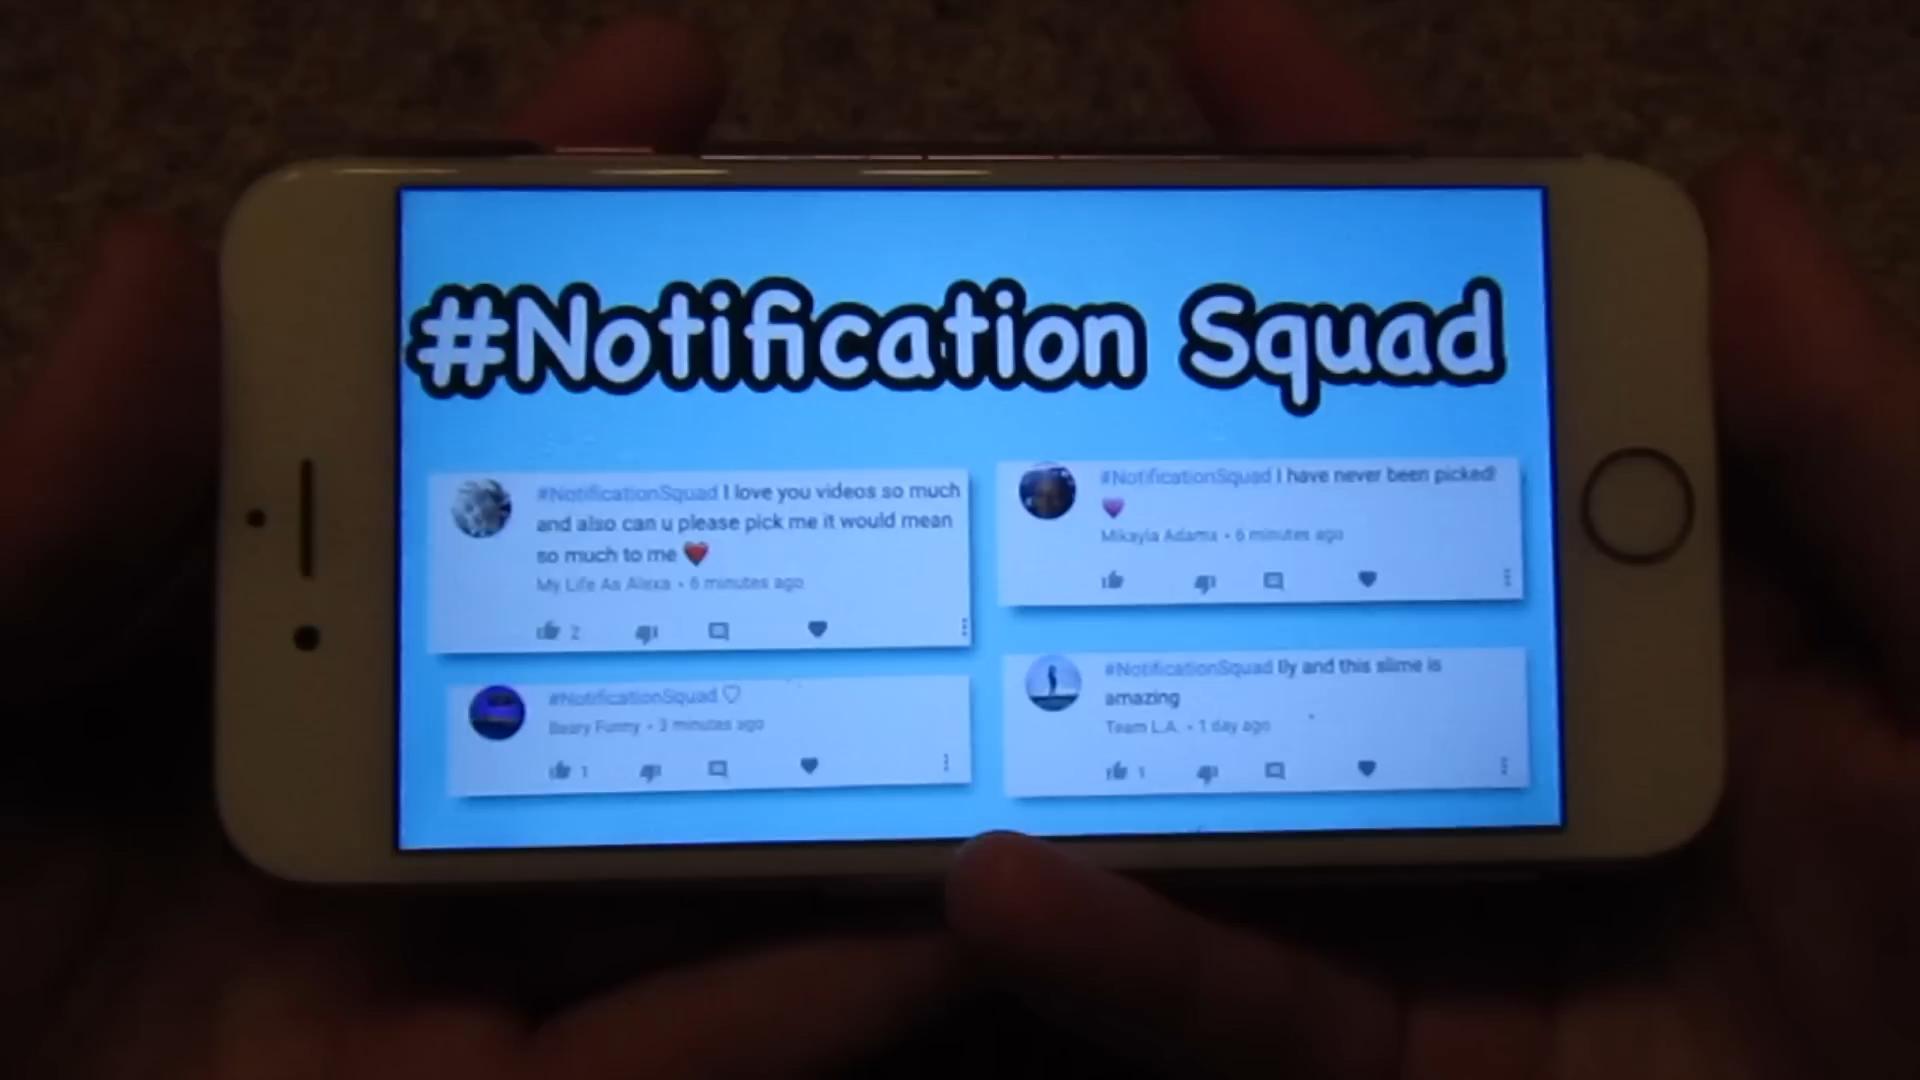 #Notification Squad
#NotificationSquad I love you videos so much
and also can u please pick me it would mean
so much to me ❤️
My Life As Alexa • 6 minutes ago
2
#NotificationSquad I have never been picked!
💗
Mikayla Adams • 6 minutes ago
#NotificationSquad ♡
Beary Funny • 3 minutes ago
1
#NotificationSquad Ily and this slime is
amazing
Team L.A. • 1 day ago
1